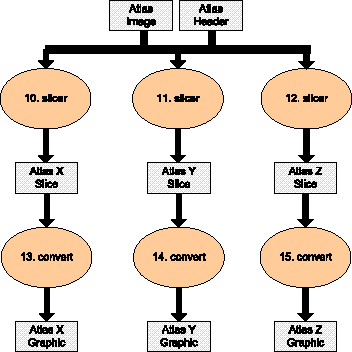 Atlas
Image
Atlas
Header
10. slicer
11. slicer
12. slicer
Atlas X
Slice
Atlas Y
Slice
Atlas Z
Slice
13. convert
14. convert
15. convert
Atlas X
Graphic
Atlas Y
Graphic
Atlas Z
Graphic